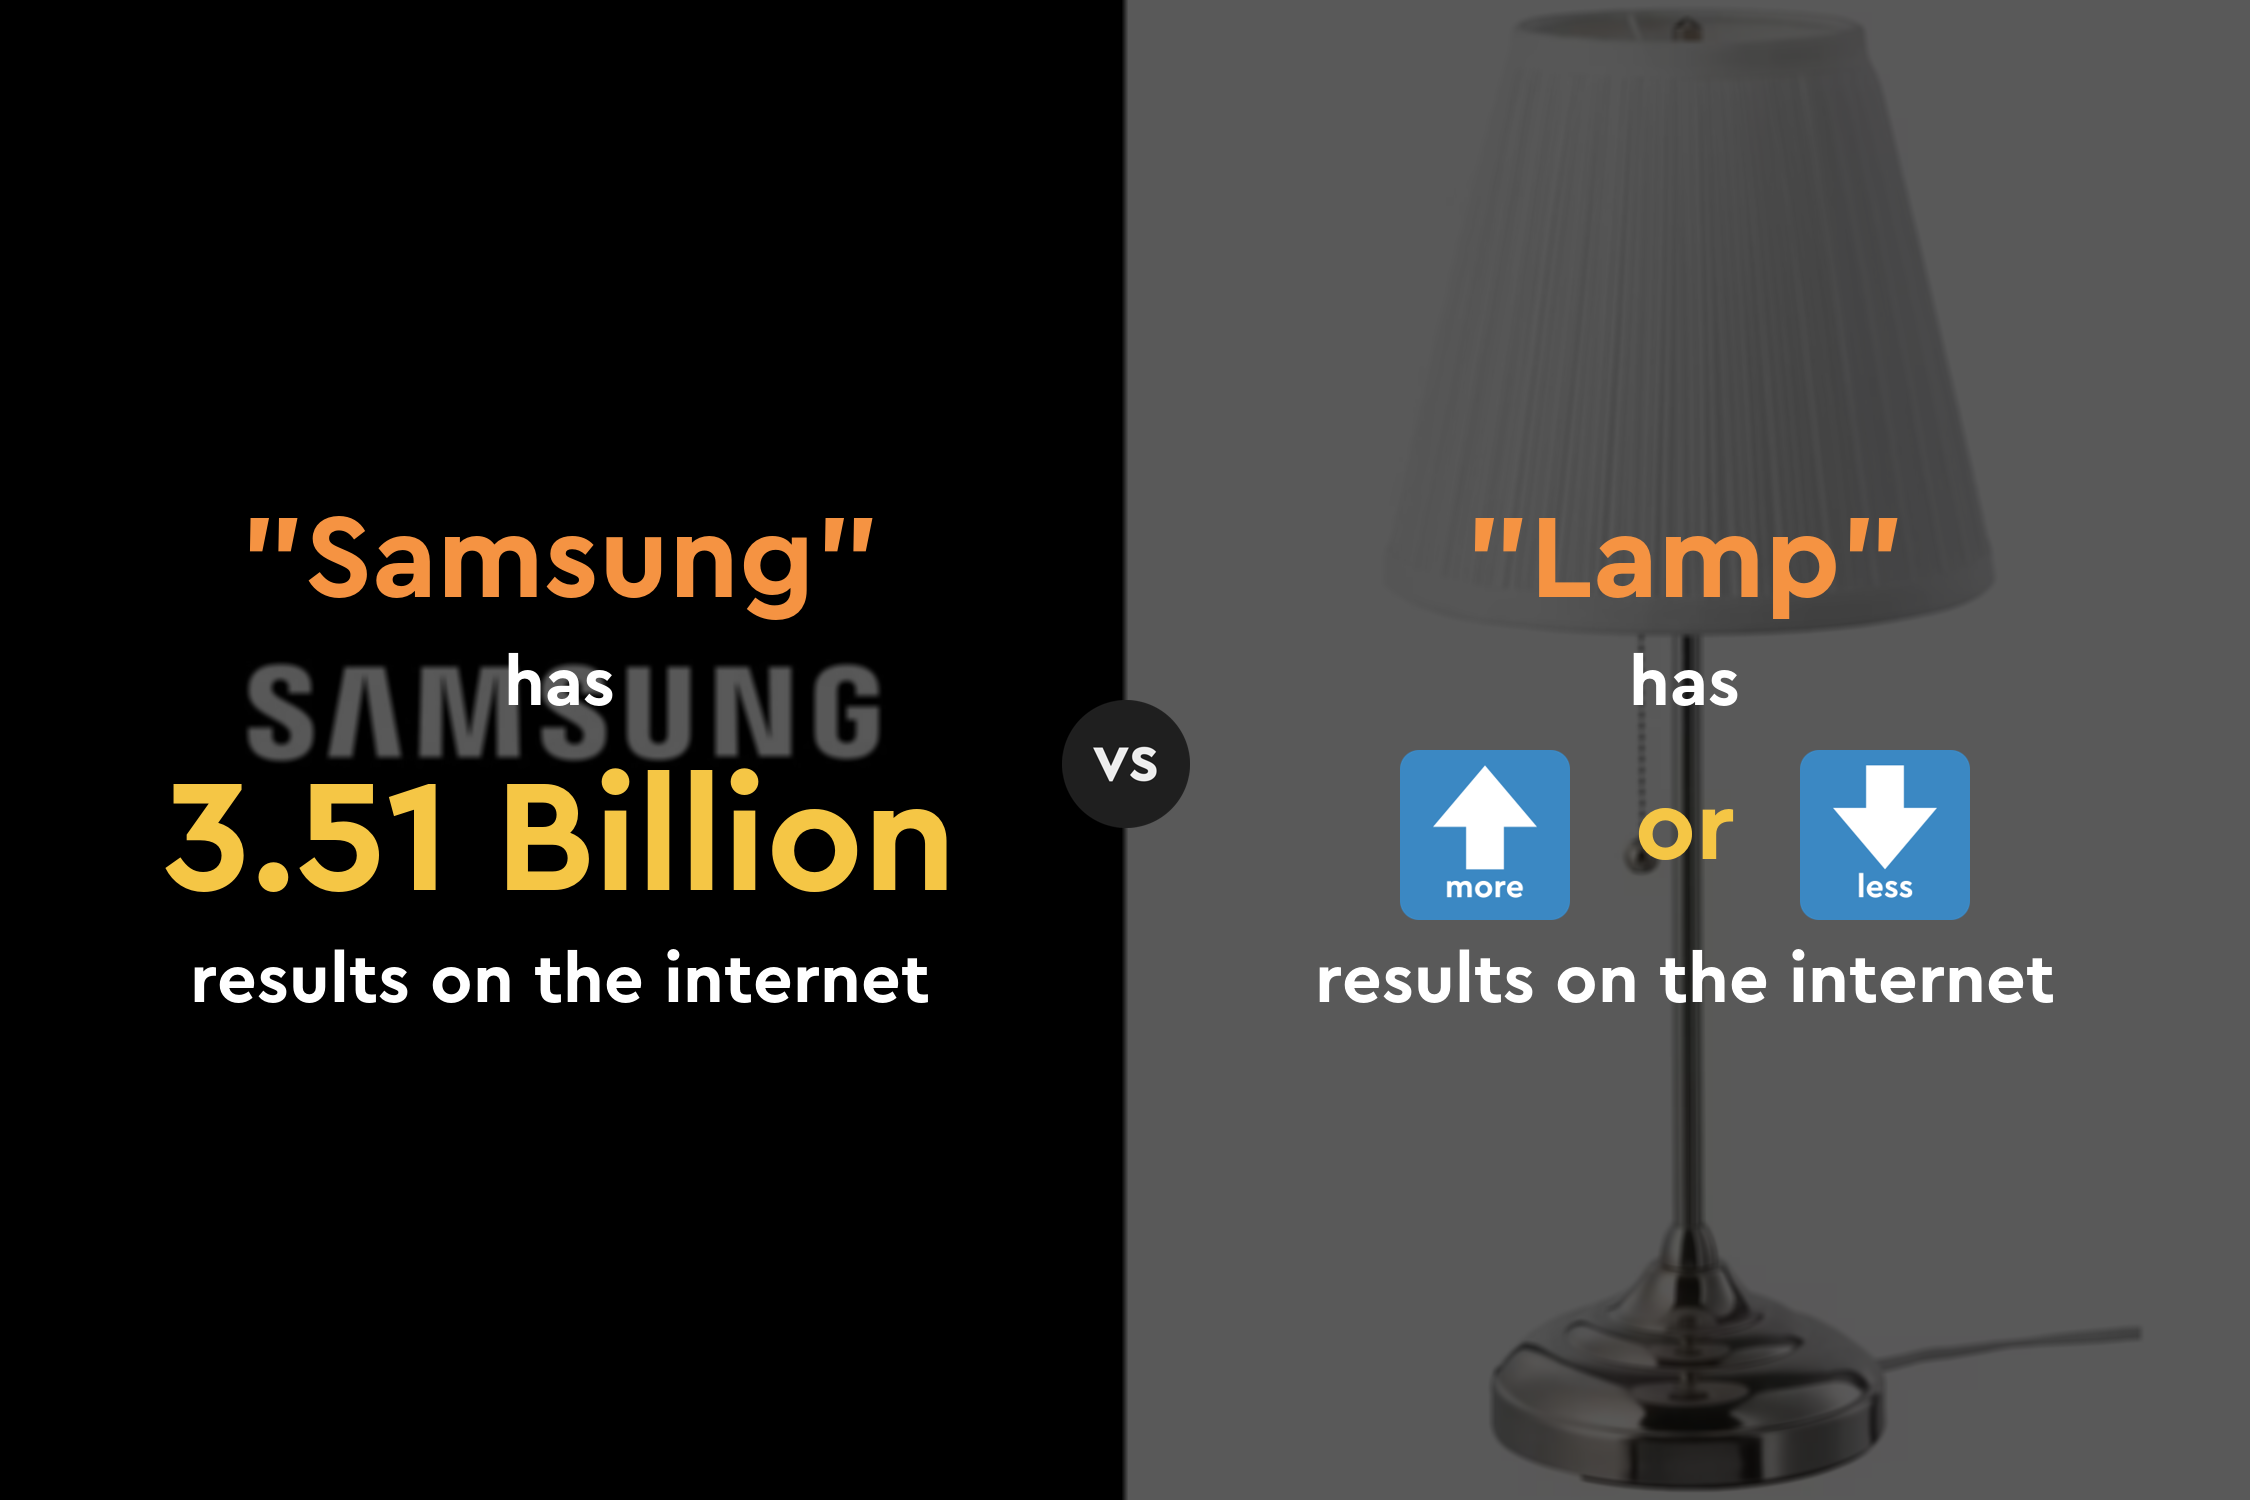 "Samsung"
has
SAMSUNG
3.51 Billion
results on the internet
vs
"Lamp"
has
more
or
less
results on the internet